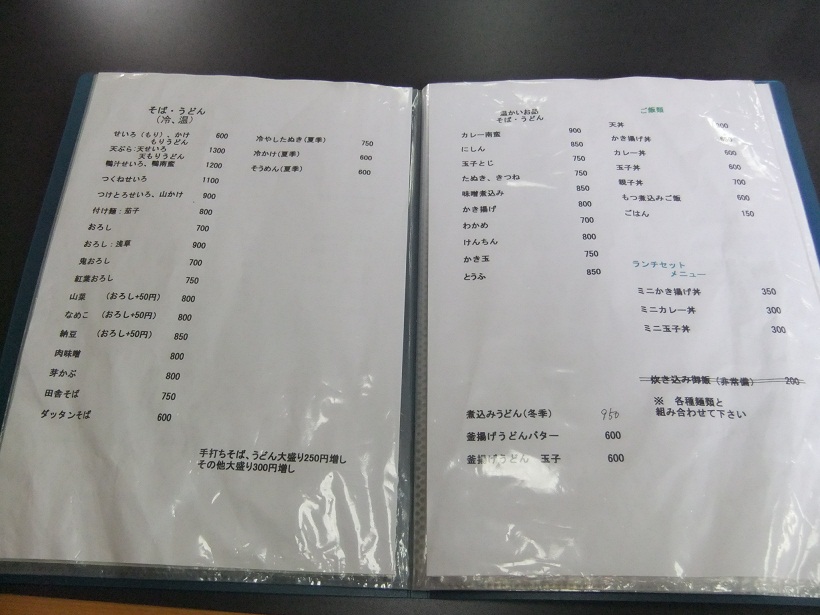 そば・うどん
(冷、温)
せいろ(もり)、かけ 600
もりうどん
天ぷら:天せいろ 1300
天もりうどん
鴨汁せいろ、鴨南蛮 1200
つくねせいろ 1100
つけとろせいろ、山かけ 900
付け麺:茄子 800
おろし 700
おろし:浅草 900
鬼おろし 700
紅葉おろし 750
山菜 (おろし+50円) 800
なめこ (おろし+50円) 800
納豆 (おろし+50円) 850
肉味噌 800
芽かぶ 800
田舎そば 750
ダッタンそば 600
冷やしたぬき(夏季) 750
冷かけ(夏季) 600
そうめん(夏季) 600
手打ちそば、うどん大盛り250円増し
その他大盛り300円増し
温かいお品
そば・うどん
カレー南蛮 900
にしん 850
玉子とじ 750
たぬき、きつね 750
味噌煮込み 850
かき揚げ 800
わかめ 700
けんちん 800
かき玉 750
とうふ 850
煮込みうどん(冬季) 950
釜揚げうどんバター 600
釜揚げうどん 玉子 600
ご飯類
天丼
かき揚げ丼
カレー丼 600
玉子丼 600
親子丼 700
もつ煮込みご飯 600
ごはん 150
ランチセット
メニュー
ミニかき揚げ丼 350
ミニカレー丼 300
ミニ玉子丼 300
炊き込み御飯(非常備) 200
※ 各種麺類と
組み合わせて下さい